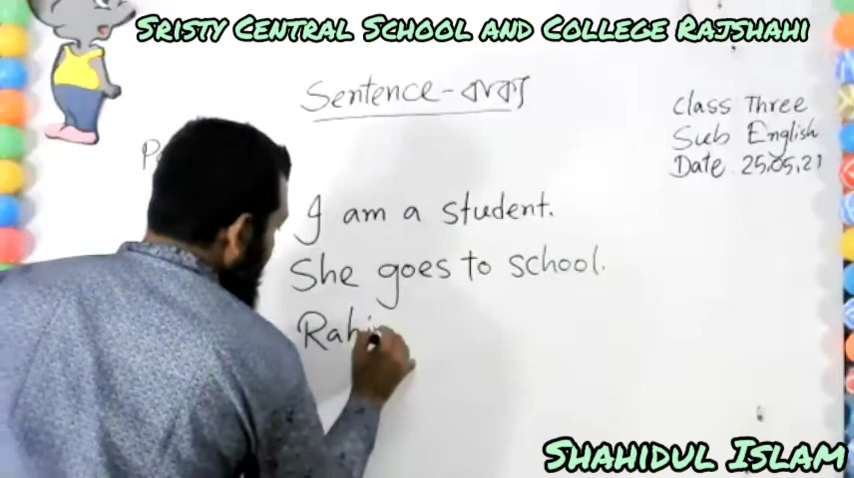 SRISTY CENTRAL SCHOOL AND COLLEGE RAJSHAHI
Sentence - বাক্য
Class Three
Sub English
Date 25.05.21
I am a student.
She goes to school.
SHAHIDUL ISLAM